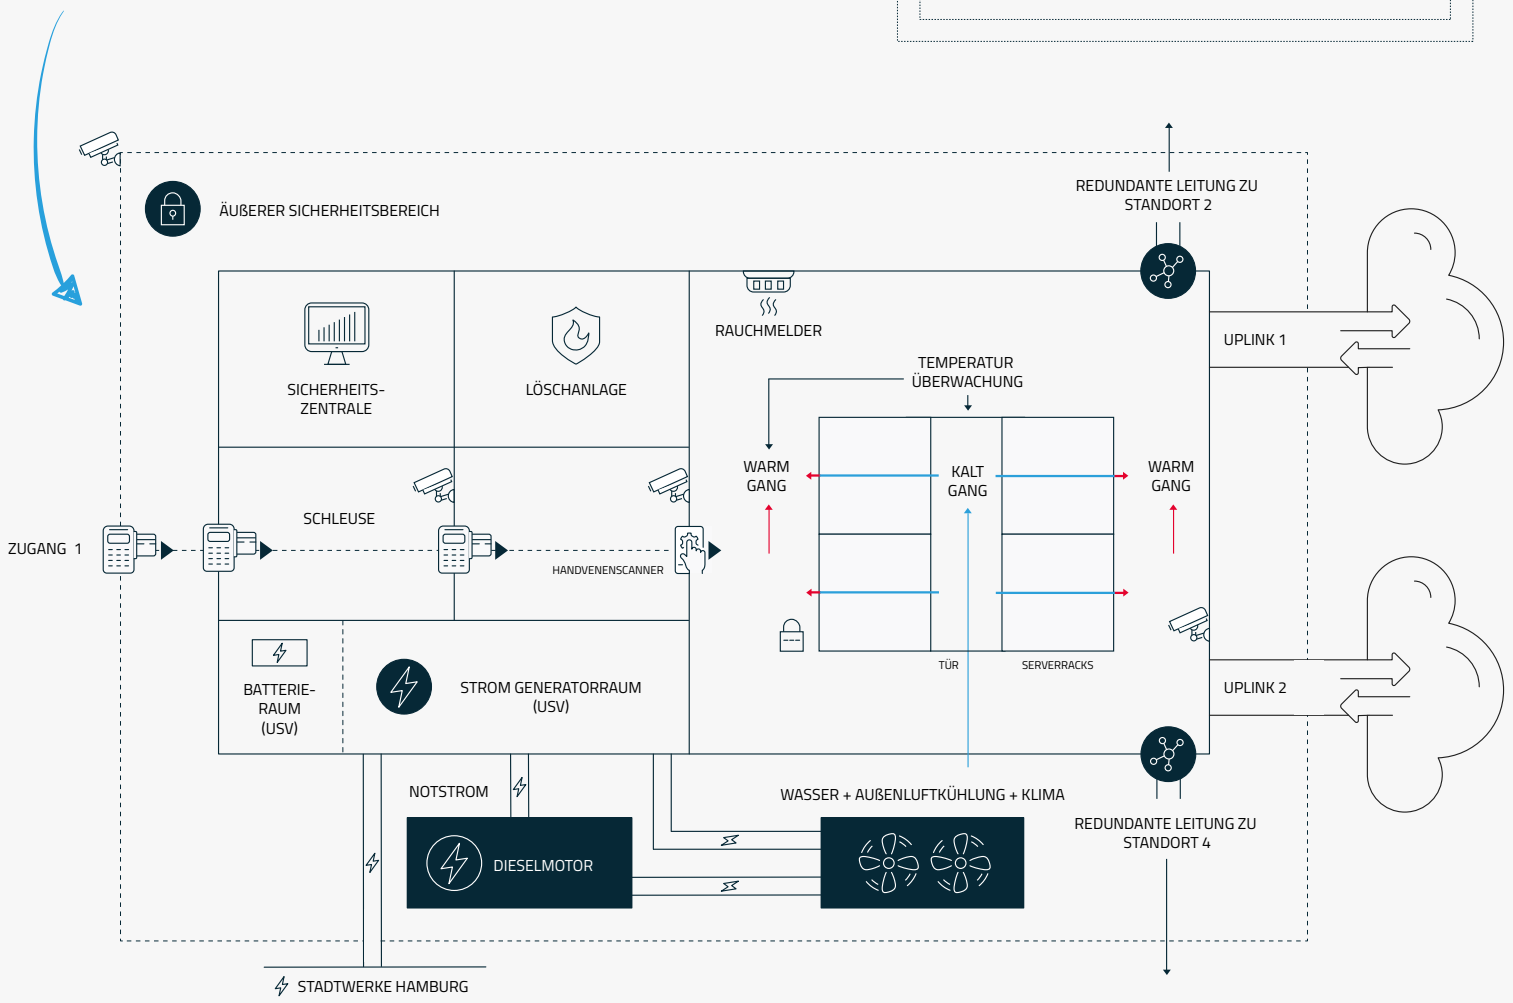 REDUNDANTE LEITUNG ZU
STANDORT 2
ÄUßERER SICHERHEITSBEREICH
RAUCHMELDER
UPLINK 1
TEMPERATUR
ÜBERWACHUNG
SICHERHEITS-
ZENTRALE
LÖSCHANLAGE
WARM
GANG
KALT
GANG
WARM
GANG
SCHLEUSE
ZUGANG 1
HANDVENENSCANNER
TÜR
SERVERRACKS
BATTERIE-
RAUM
(USV)
STROM GENERATORRAUM
(USV)
UPLINK 2
NOTSTROM
WASSER + AUßENLUFTKÜHLUNG + KLIMA
REDUNDANTE LEITUNG ZU
STANDORT 4
DIESELMOTOR
STADTWERKE HAMBURG